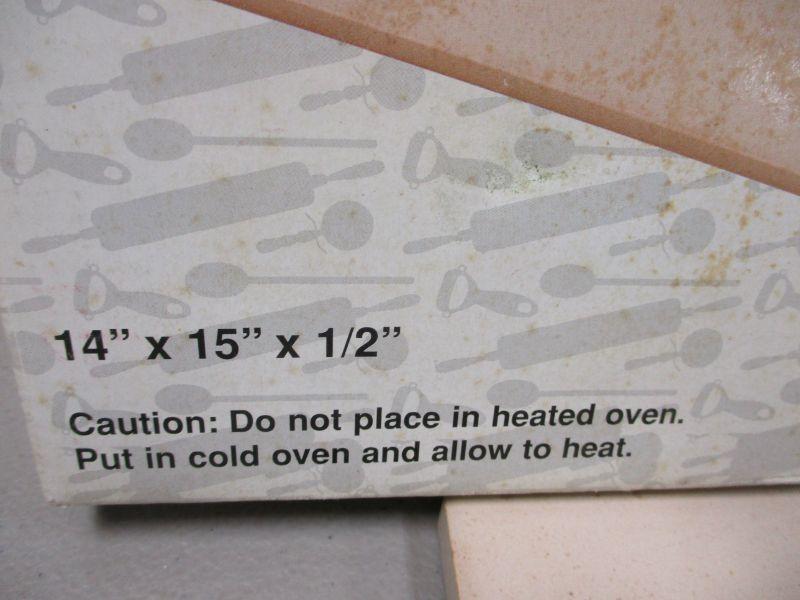 14” x 15” x 1/2”
Caution: Do not place in heated oven.
Put in cold oven and allow to heat.